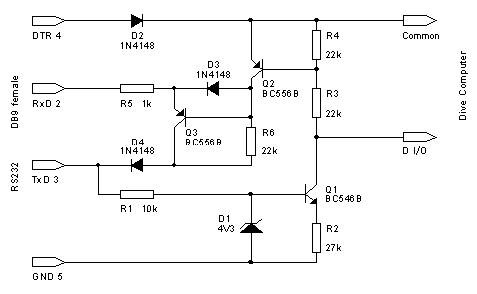 DTR 4
D2
1N4148
R4
22k
Common
D3
1N4148
Q2
BC556B
RxD 2
R5 1k
R3
22k
DB9 female
Dive Computer
Q3
BC556B
R6
22k
D I/O
D4
1N4148
RS232
TxD 3
R1 10k
Q1
BC546B
D1
4V3
R2
27k
GND 5